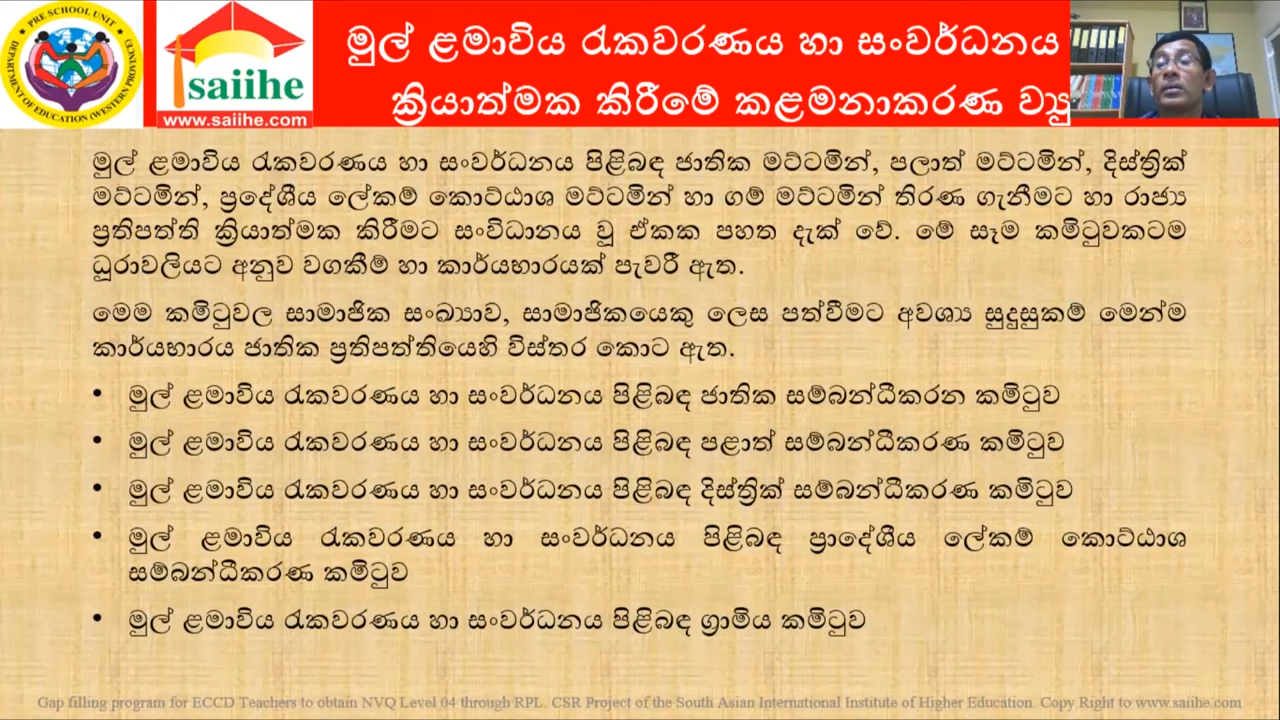 PRE SCHOOL UNIT
DEPARTMENT OF EDUCATION (WESTERN PROVINCE)
saiihe
www.saiihe.com
මුල් ළමාවිය රැකවරණය හා සංවර්ධනය
ක්‍රියාත්මක කිරීමේ කළමනාකරණ ව්‍යු
මුල් ළමාවිය රැකවරණය හා සංවර්ධනය පිළිබඳ ජාතික මට්ටමින්, පලාත් මට්ටමින්, දිස්ත්‍රික්
මට්ටමින්, ප්‍රදේශීය ලේකම් කොට්ඨාශ මට්ටමින් හා ගම් මට්ටමින් තිරණ ගැනීමට හා රාජ්‍ය
ප්‍රතිපත්ති ක්‍රියාත්මක කිරීමට සංවිධානය වූ ඒකක පහත දැක් වේ. මේ සෑම කමිටුවකටම
ධූරාවලියට අනුව වගකීම් හා කාර්යභාරයක් පැවරී ඇත.
මෙම කමිටුවල සාමාජික සංඛ්‍යාව, සාමාජිකයෙකු ලෙස පත්වීමට අවශ්‍ය සුදුසුකම් මෙන්ම
කාර්යභාරය ජාතික ප්‍රතිපත්තියෙහි විස්තර කොට ඇත.
• මුල් ළමාවිය රැකවරණය හා සංවර්ධනය පිළිබඳ ජාතික සම්බන්ධීකරන කමිටුව
• මුල් ළමාවිය රැකවරණය හා සංවර්ධනය පිළිබඳ පළාත් සම්බන්ධීකරණ කමිටුව
• මුල් ළමාවිය රැකවරණය හා සංවර්ධනය පිළිබඳ දිස්ත්‍රික් සම්බන්ධීකරණ කමිටුව
• මුල් ළමාවිය රැකවරණය හා සංවර්ධනය පිළිබඳ ප්‍රාදේශීය ලේකම් කොට්ඨාශ
සම්බන්ධීකරණ කමිටුව
• මුල් ළමාවිය රැකවරණය හා සංවර්ධනය පිළිබඳ ග්‍රාමිය කමිටුව
Gap filling program for ECCD Teachers to obtain NVQ Level 04 through RPL. CSR Project of the South Asian International Institute of Higher Education. Copy Right to www.saiihe.com